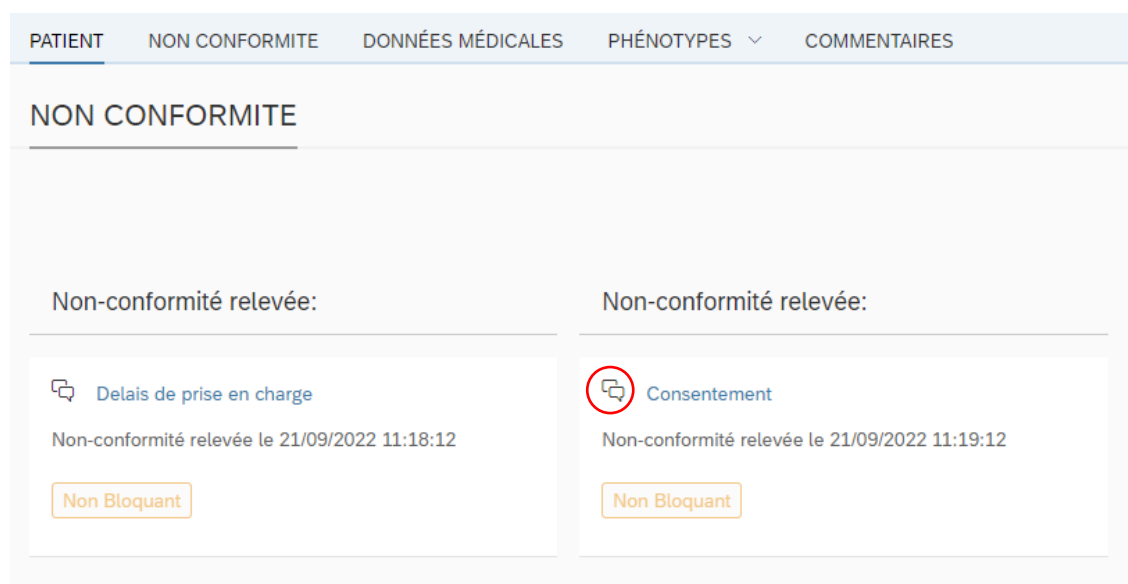 PATIENT NON CONFORMITE DONNÉES MÉDICALES PHÉNOTYPES COMMENTAIRES
NON CONFORMITE
Non-conformité relevée:
Delais de prise en charge
Non-conformité relevée le 21/09/2022 11:18:12
Non Bloquant
Non-conformité relevée:
Consentement
Non-conformité relevée le 21/09/2022 11:19:12
Non Bloquant